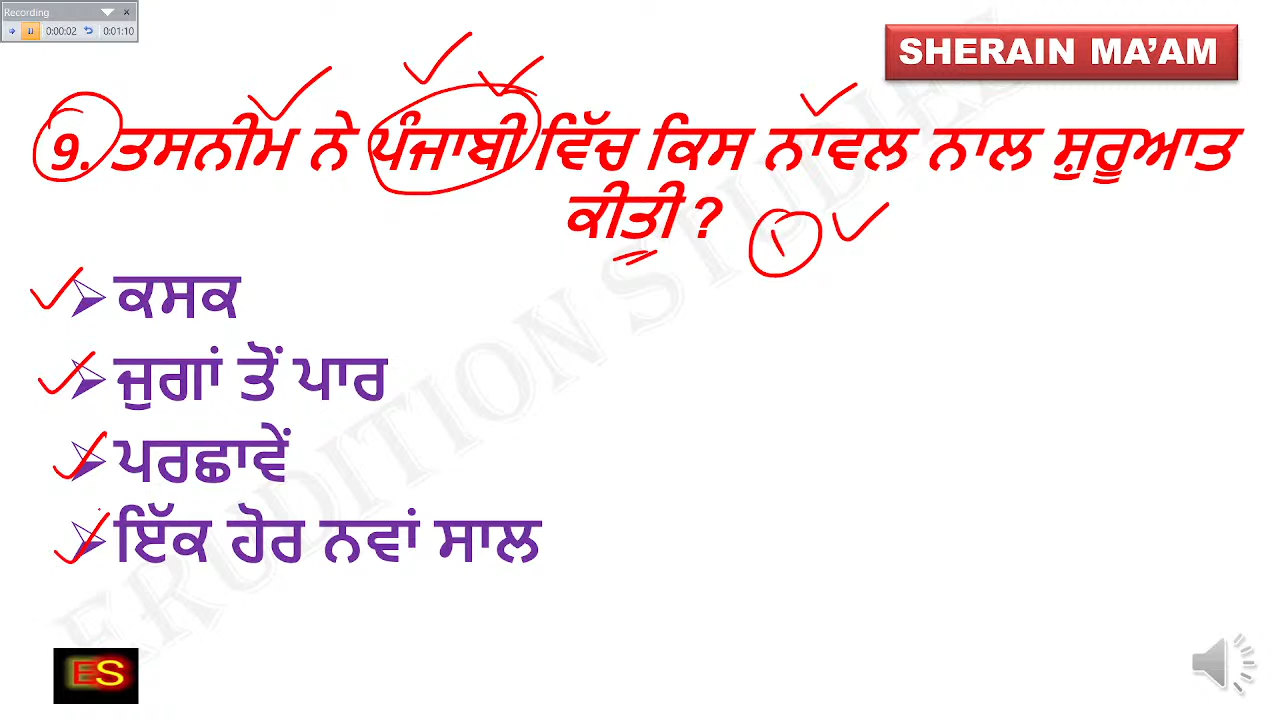 Recording
0:00:02
0:01:10
SHERAIN MA’AM
9. ਤਸਨੀਮ ਨੇ ਪੰਜਾਬੀ ਵਿੱਚ ਕਿਸ ਨਾਵਲ ਨਾਲ ਸ਼ੁਰੂਆਤ
ਕੀਤੀ ?
➢ ਕਸਕ
➢ ਜੁਗਾਂ ਤੋਂ ਪਾਰ
➢ ਪਰਛਾਵੇਂ
➢ ਇੱਕ ਹੋਰ ਨਵਾਂ ਸਾਲ
ERUDITION STUDIES
ES